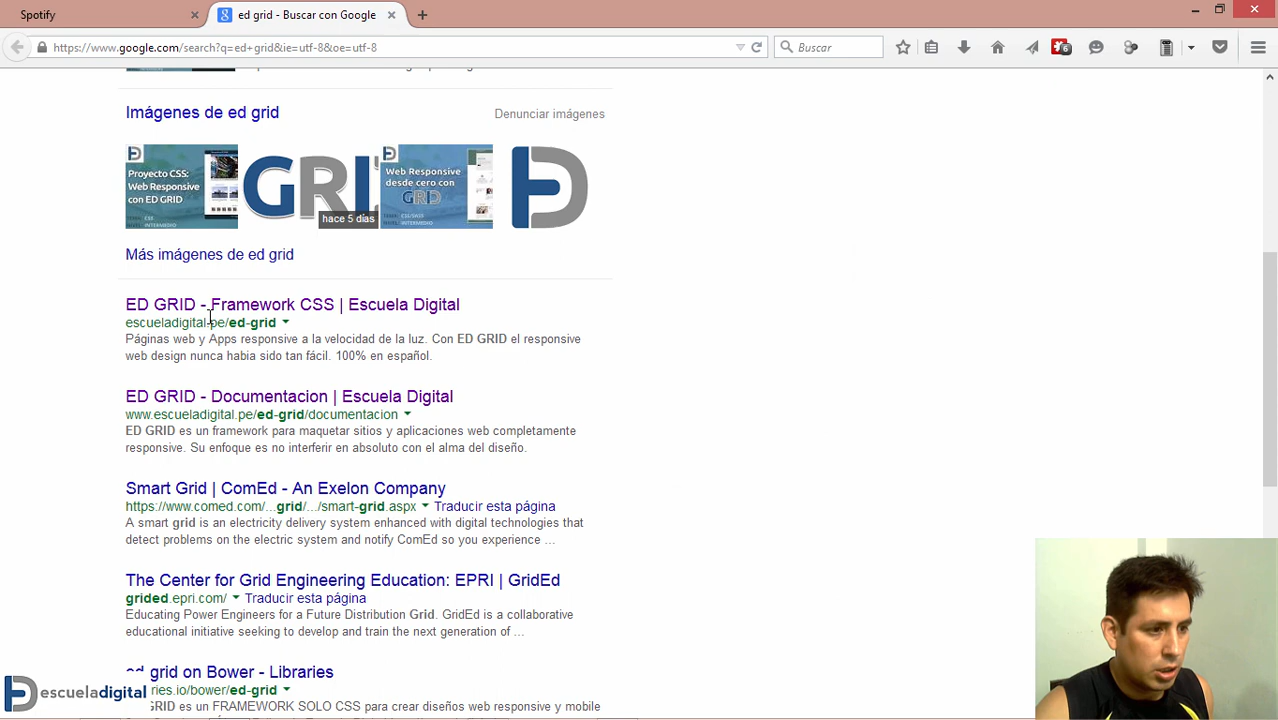 Spotify
ed grid - Buscar con Google
https://www.google.com/search?q=ed+grid&ie=utf-8&oe=utf-8
Buscar
6
Imágenes de ed grid
Denunciar imágenes
Proyecto CSS:
Web Responsive
con ED GRID
CSS
INTERMEDIO
GRI
hace 5 días
Web Responsive
desde cero con
GRID
CSS/SASS
INTERMEDIO
Más imágenes de ed grid
ED GRID - Framework CSS | Escuela Digital
escueladigital.pe/ed-grid
Páginas web y Apps responsive a la velocidad de la luz. Con ED GRID el responsive
web design nunca habia sido tan fácil. 100% en español.
ED GRID - Documentacion | Escuela Digital
www.escueladigital.pe/ed-grid/documentacion
ED GRID es un framework para maquetar sitios y aplicaciones web completamente
responsive. Su enfoque es no interferir en absoluto con el alma del diseño.
Smart Grid | ComEd - An Exelon Company
https://www.comed.com/...grid/.../smart-grid.aspx Traducir esta página
A smart grid is an electricity delivery system enhanced with digital technologies that
detect problems on the electric system and notify ComEd so you experience ...
The Center for Grid Engineering Education: EPRI | GridEd
grided.epri.com/ Traducir esta página
Educating Power Engineers for a Future Distribution Grid. GridEd is a collaborative
educational initiative seeking to develop and train the next generation of ...
ed grid on Bower - Libraries
ries.io/bower/ed-grid
GRID es un FRAMEWORK SOLO CSS para crear diseños web responsive y mobile
escueladigital